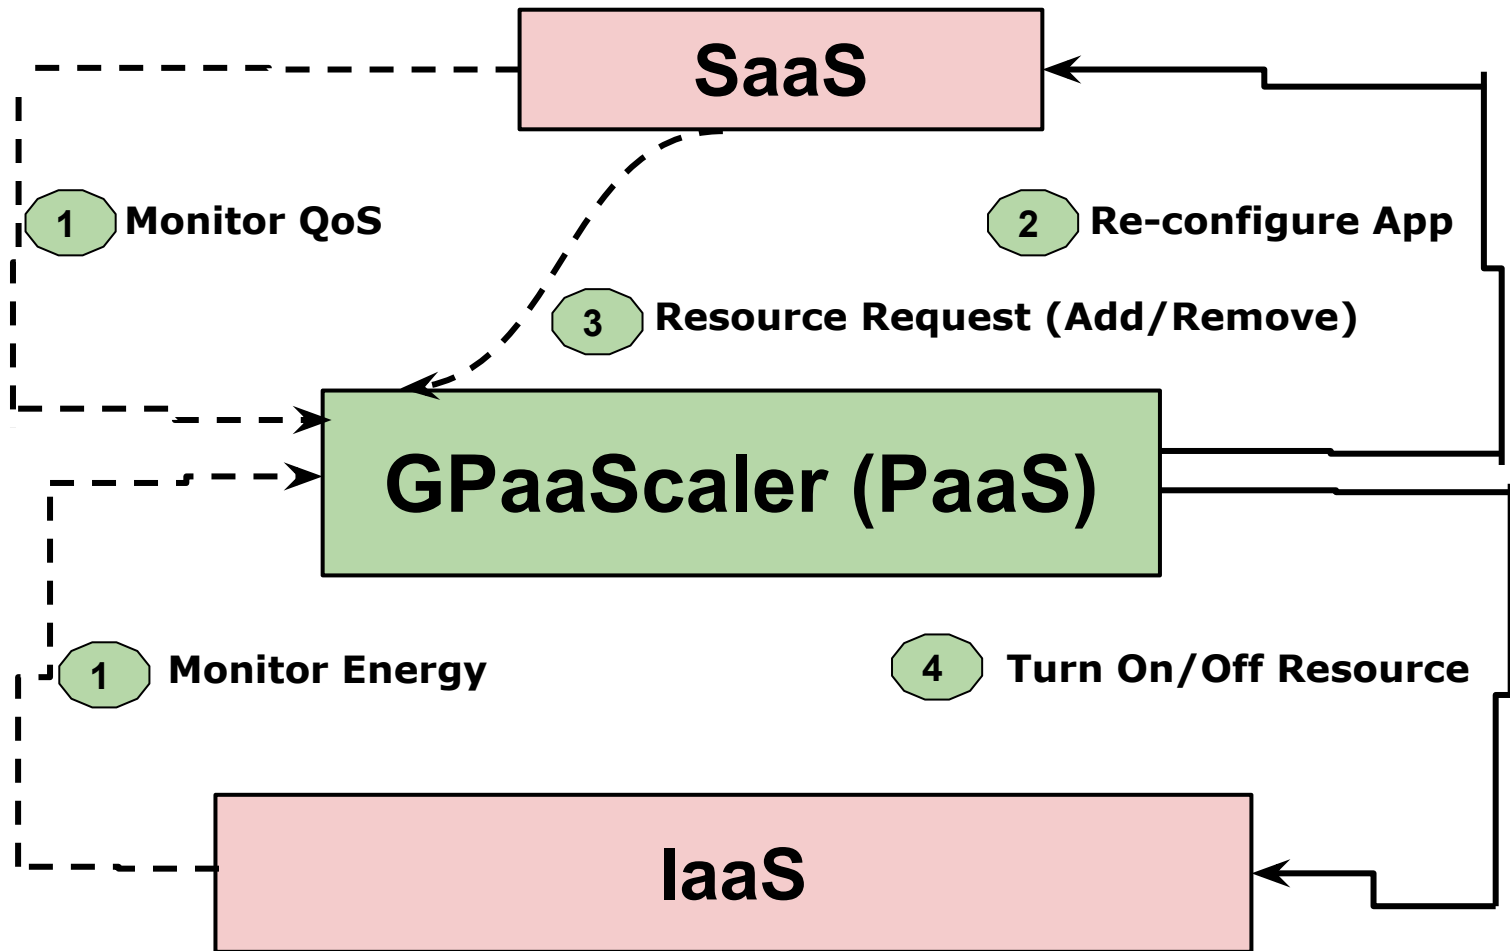 SaaS
1 Monitor QoS
2 Re-configure App
3 Resource Request (Add/Remove)
GPaaScaler (PaaS)
1 Monitor Energy
4 Turn On/Off Resource
IaaS